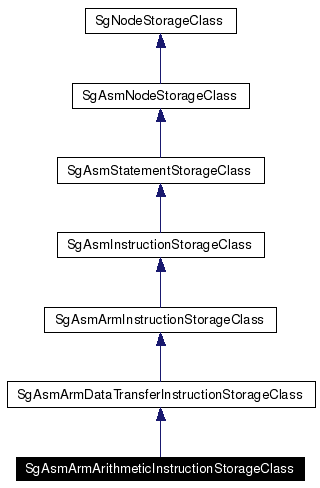 SgNodeStorageClass
SgAsmNodeStorageClass
SgAsmStatementStorageClass
SgAsmInstructionStorageClass
SgAsmArmInstructionStorageClass
SgAsmArmDataTransferInstructionStorageClass
SgAsmArmArithmeticInstructionStorageClass